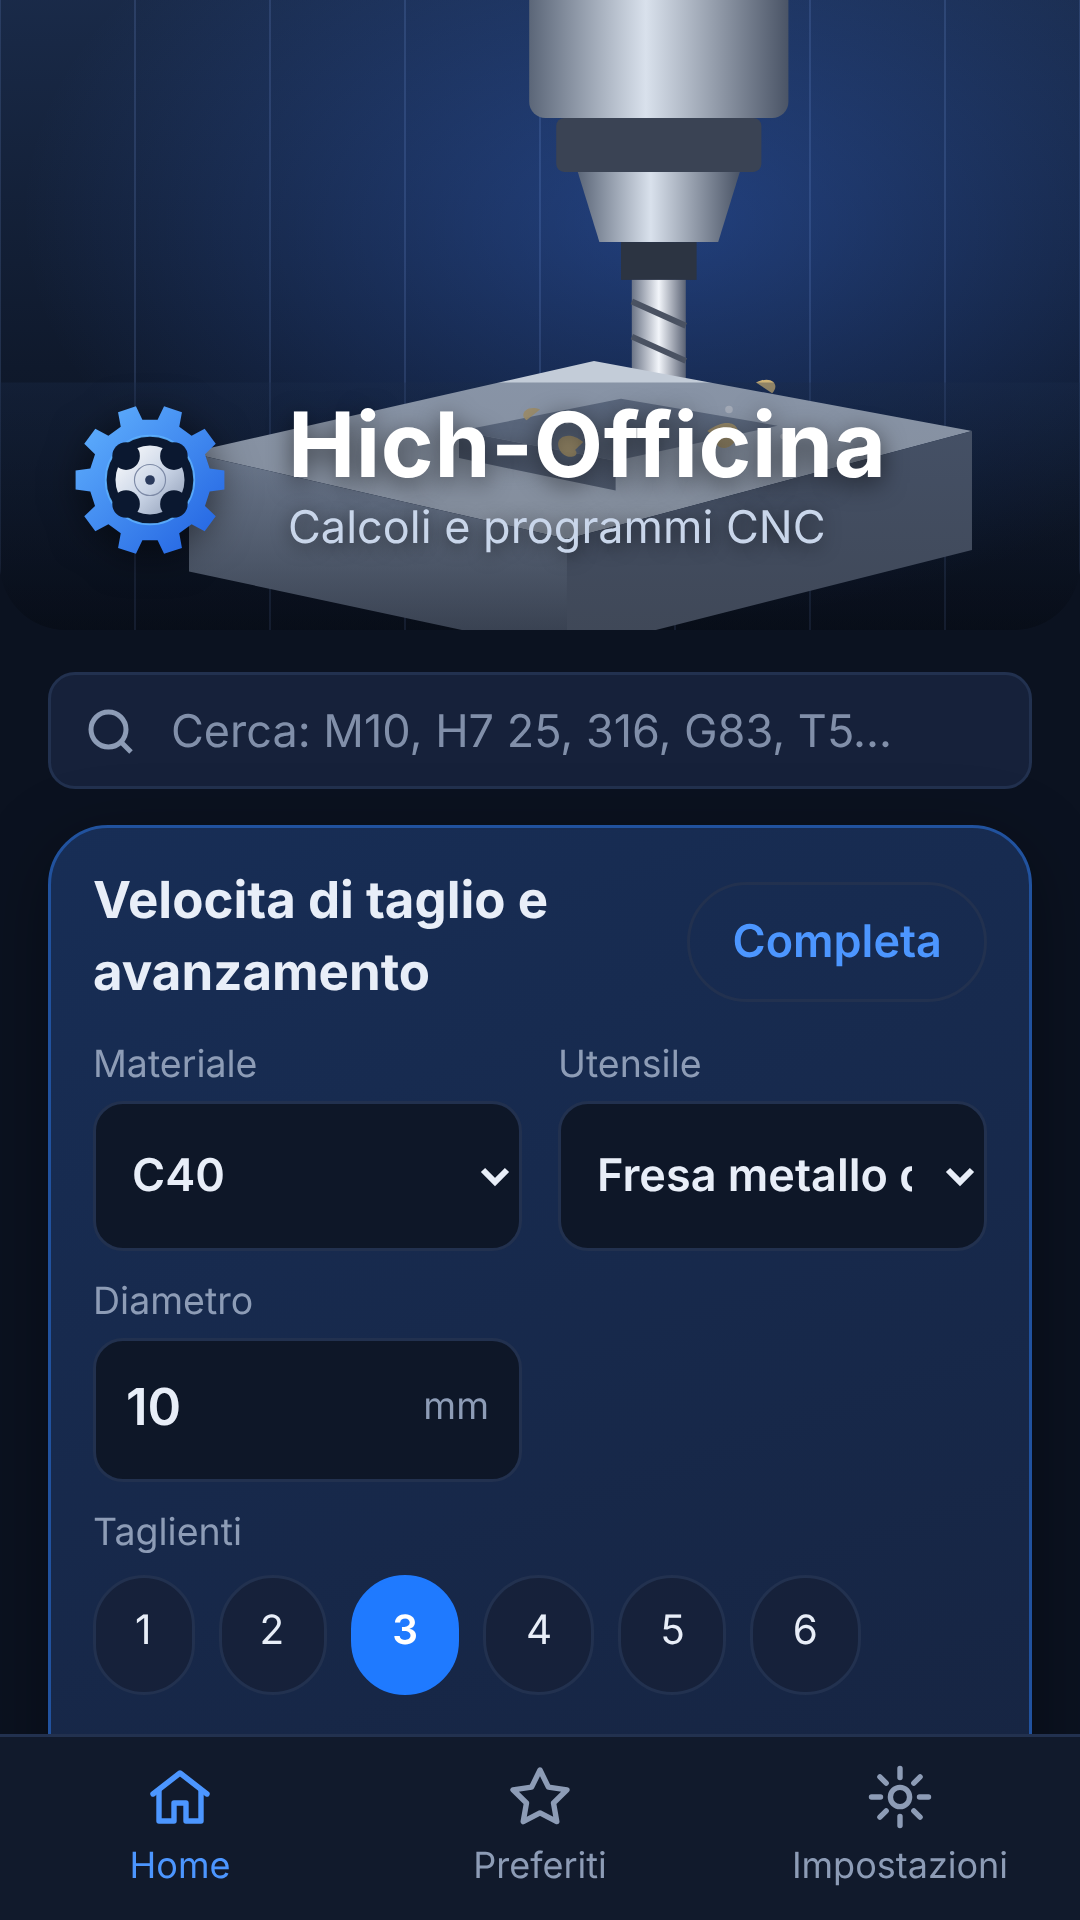 Hich-Officina
Calcoli e programmi CNC
Cerca: M10, H7 25, 316, G83, T5...
Velocita di taglio e
avanzamento
Completa
Materiale
Utensile
C40
Fresa metallo
Diametro
10
mm
Taglienti
1
2
3
4
5
6
Home
Preferiti
Impostazioni